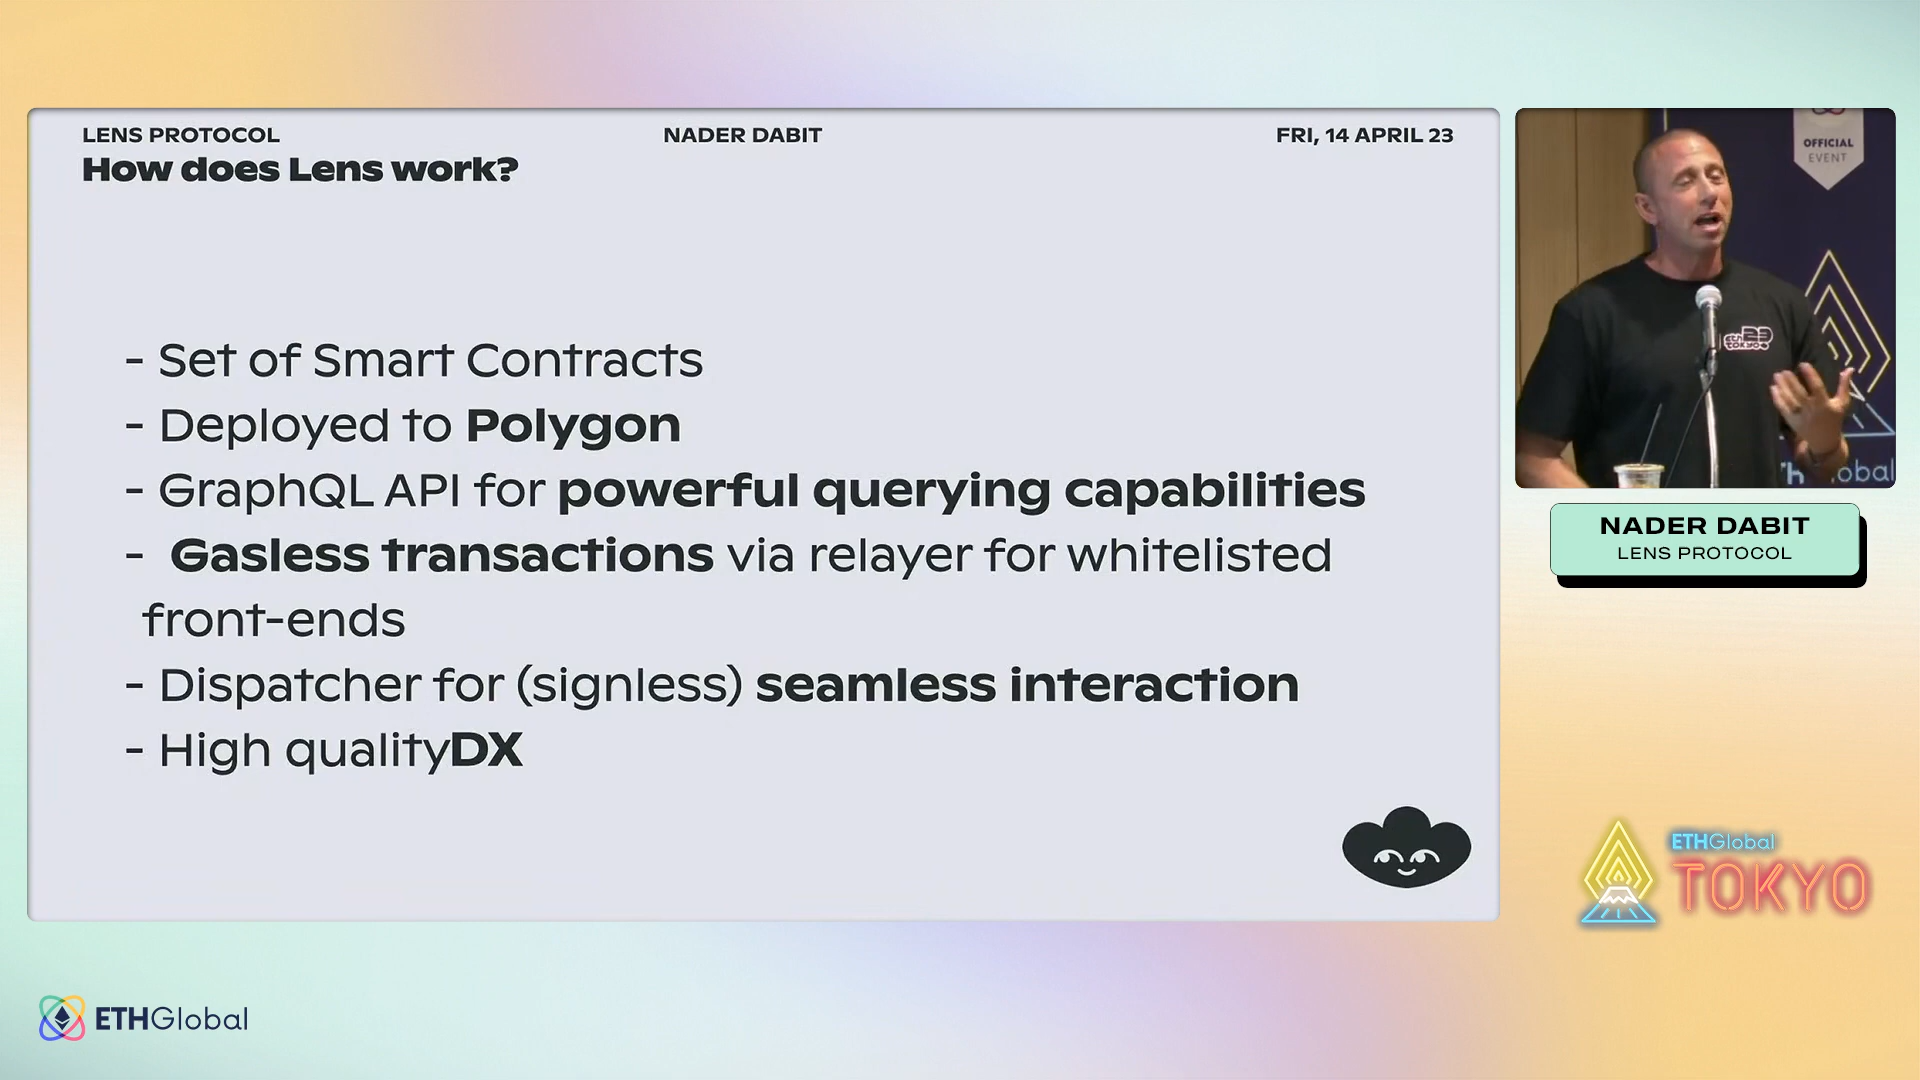 LENS PROTOCOL
NADER DABIT
FRI, 14 APRIL 23
How does Lens work?
- Set of Smart Contracts
- Deployed to Polygon
- GraphQL API for powerful querying capabilities
- Gasless transactions via relayer for whitelisted
front-ends
- Dispatcher for (signless) seamless interaction
- High qualityDX
OFFICIAL
EVENT
NADER DABIT
LENS PROTOCOL
ETHGlobal
TOKYO
ETHGlobal